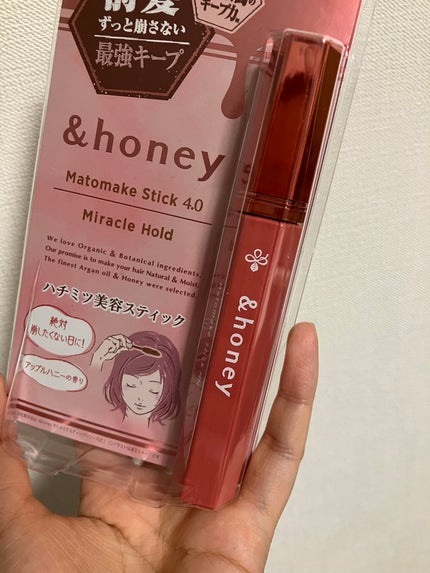 前髪
ずっと崩さない
最強キープ
キープ力。
&honey
Matomake Stick 4.0
Miracle Hold
We love Organic & Botanical ingredients.
Our promise is to make your hair Natural & Moist.
The finest Argan oil & Honey were selected.
ハチミツ美容スティック
絶対
崩したくない日に!
アップルハニーの香り
&honey